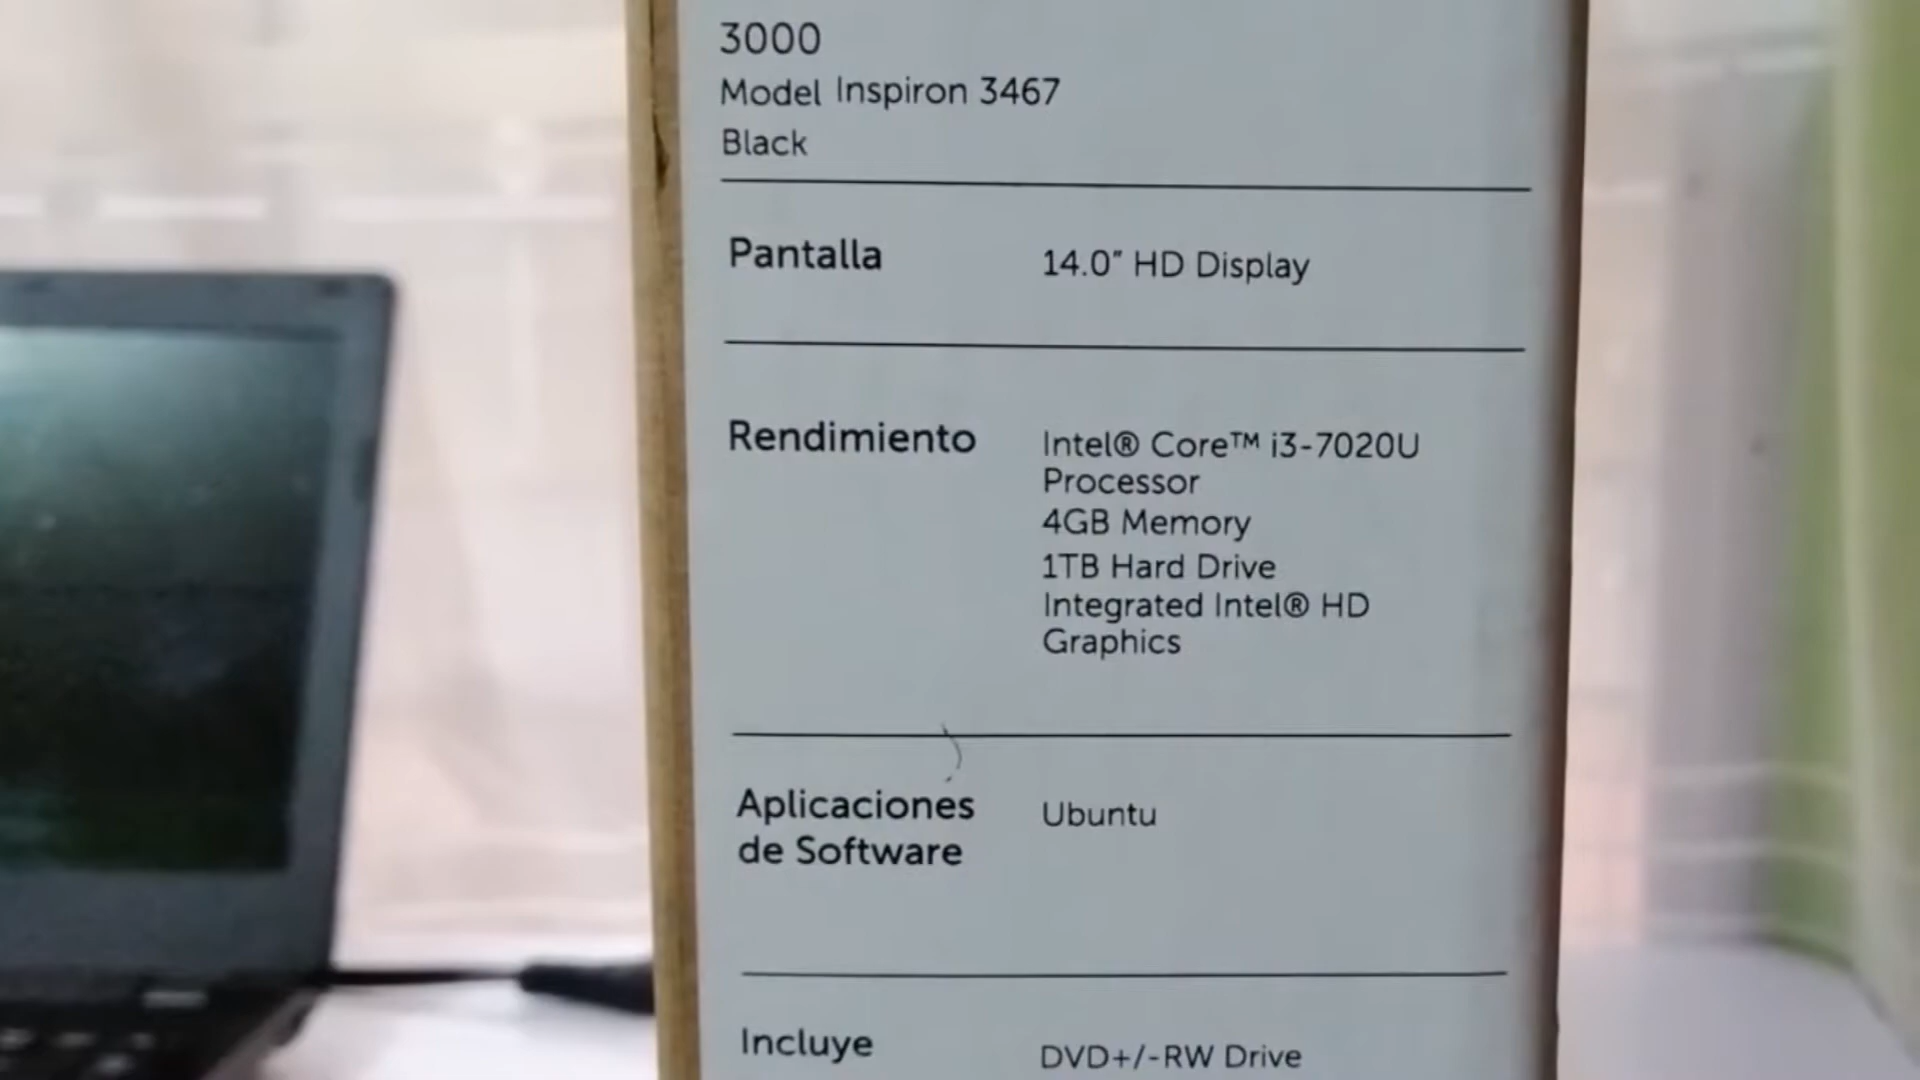 3000
Model Inspiron 3467
Black
Pantalla 14.0" HD Display
Rendimiento Intel® Core™ i3-7020U
Processor
4GB Memory
1TB Hard Drive
Integrated Intel® HD
Graphics
Aplicaciones Ubuntu
de Software
Incluye DVD+/-RW Drive